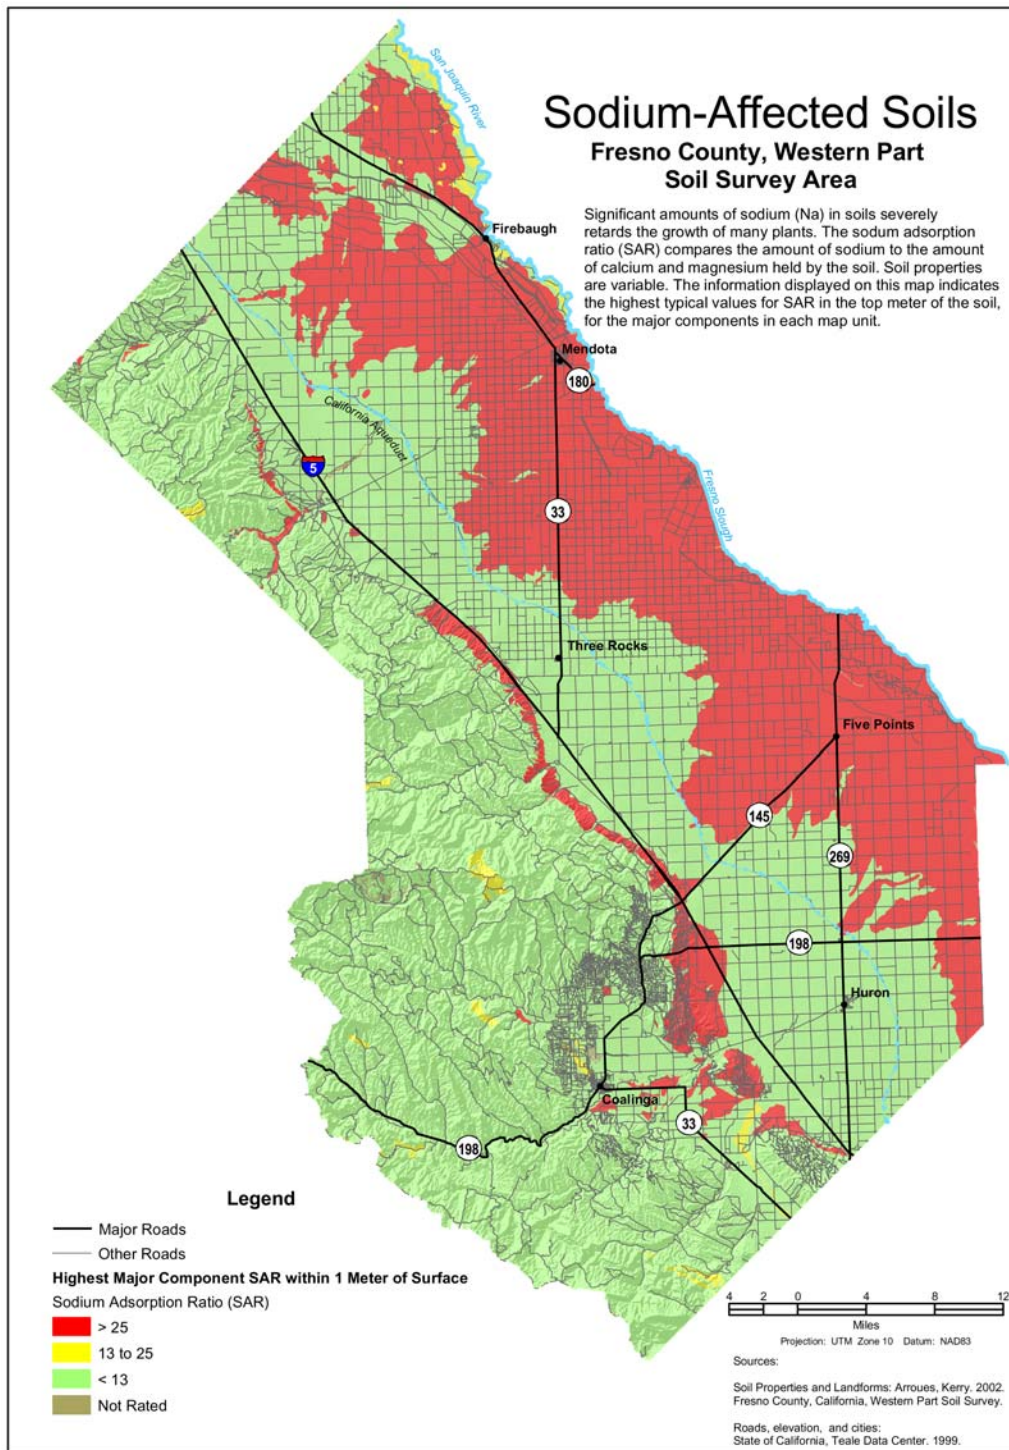 Sodium-Affected Soils
Fresno County, Western Part
Soil Survey Area
Significant amounts of sodium (Na) in soils severely
retards the growth of many plants. The sodum adsorption
ratio (SAR) compares the amount of sodium to the amount
of calcium and magnesium held by the soil. Soil properties
are variable. The information displayed on this map indicates
the highest typical values for SAR in the top meter of the soil,
for the major components in each map unit.
San Joaquin River
Firebaugh
Mendota
180
California Aqueduct
5
33
Fresno Slough
Three Rocks
Five Points
145
269
198
Huron
Coalinga
33
198
Legend
Major Roads
Other Roads
Highest Major Component SAR within 1 Meter of Surface
Sodium Adsorption Ratio (SAR)
> 25
13 to 25
< 13
Not Rated
4 2 0 4 8 12
Miles
Projection: UTM Zone 10 Datum: NAD83
Sources:
Soil Properties and Landforms: Arroues, Kerry. 2002.
Fresno County, California, Western Part Soil Survey.
Roads, elevation, and cities:
State of California, Teale Data Center. 1999.